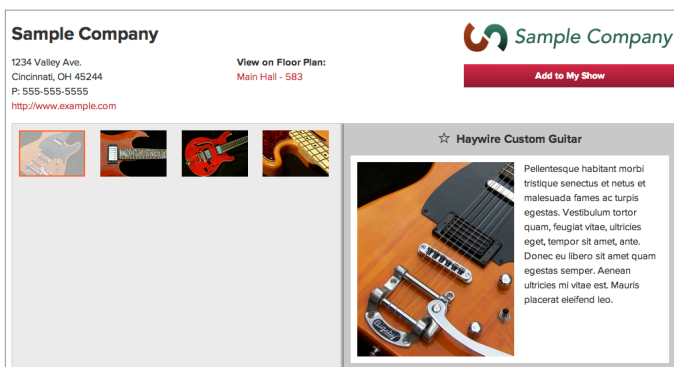 Sample Company
Sample Company
1234 Valley Ave.
Cincinnati, OH 45244
P: 555-555-5555
http://www.example.com
View on Floor Plan:
Main Hall - 583
Add to My Show
☆ Haywire Custom Guitar
Pellentesque habitant morbi
tristique senectus et netus et
malesuada fames ac turpis
egestas. Vestibulum tortor
quam, feugiat vitae, ultricies
eget, tempor sit amet, ante.
Donec eu libero sit amet quam
egestas semper. Aenean
ultricies mi vitae est. Mauris
placerat eleifend leo.
Bigsby